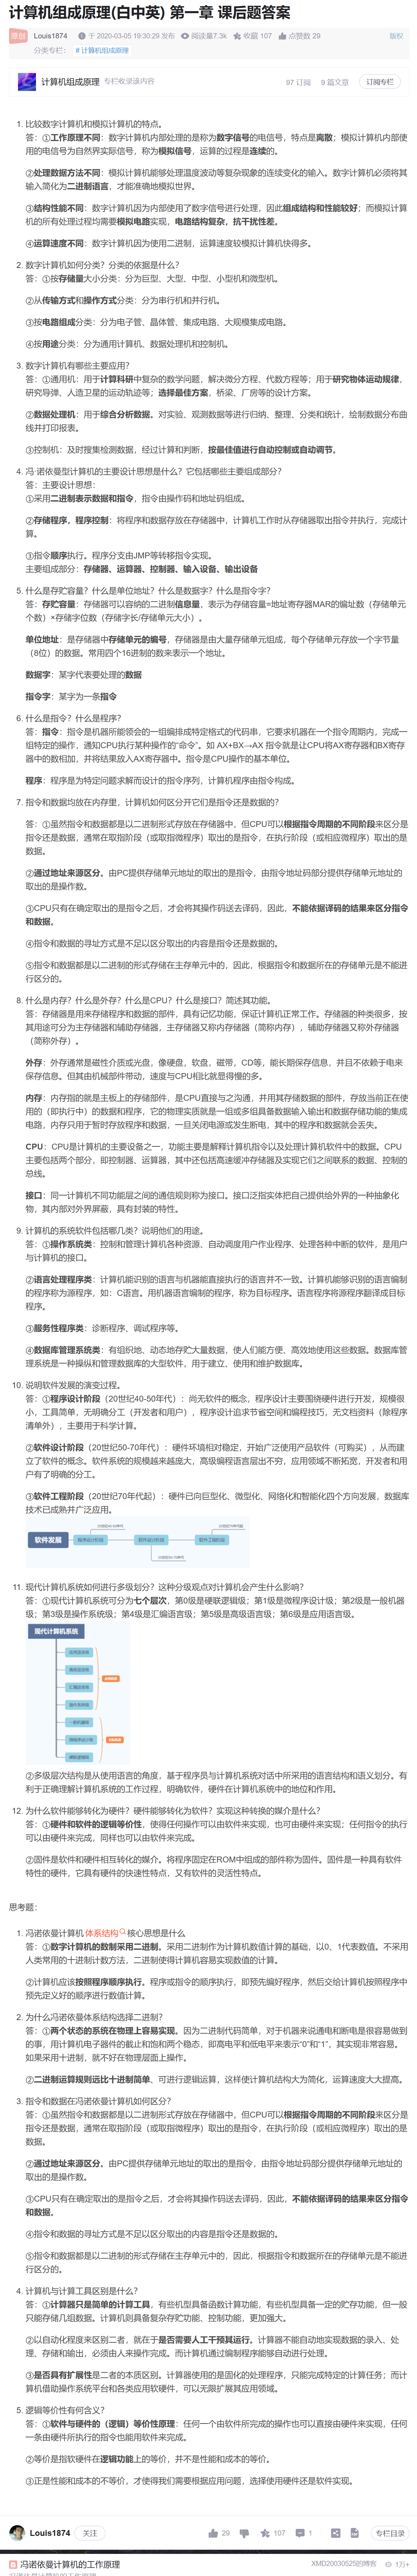 计算机组成原理(白中英) 第一章 课后题答案
原创 Louis1874 于 2020-03-05 19:30:29 发布 阅读量7.3k 收藏 107 点赞数 29 版权
分类专栏： # 计算机组成原理
计算机组成原理 专栏收录该内容 97 订阅 9 篇文章 订阅专栏
1. 比较数字计算机和模拟计算机的特点。
答：①工作原理不同：数字计算机内部处理的是称为数字信号的电信号，特点是离散；模拟计算机内部使
用的电信号为自然界实际信号，称为模拟信号，运算的过程是连续的。
②处理数据方法不同：模拟计算机能够处理温度波动等复杂现象的连续变化的输入。数字计算机必须将其
输入简化为二进制语言，才能准确地模拟世界。
③结构性能不同：数字计算机因为内部使用了数字信号进行处理，因此组成结构和性能较好；而模拟计算
机的所有处理过程均需要模拟电路实现，电路结构复杂，抗干扰性差。
④运算速度不同：数字计算机因为使用二进制，运算速度较模拟计算机快得多。
2. 数字计算机如何分类？分类的依据是什么？
答：①按存储量大小分类：分为巨型、大型、中型、小型机和微型机。
②从传输方式和操作方式分类：分为串行机和并行机。
③按电路组成分类：分为电子管、晶体管、集成电路、大规模集成电路。
④按用途分类：分为通用计算机、数据处理机和控制机。
3. 数字计算机有哪些主要应用？
答：①通用机：用于计算科研中复杂的数学问题，解决微分方程、代数方程等；用于研究物体运动规律，
研究导弹、人造卫星的运动轨迹等；选择最佳方案，桥梁、厂房等的设计方案。
②数据处理机：用于综合分析数据。对实验、观测数据等进行归纳、整理、分类和统计，绘制数据分布曲
线并打印报表。
③控制机：及时搜集检测数据，经过计算和判断，按最佳值进行自动控制或自动调节。
4. 冯·诺依曼型计算机的主要设计思想是什么？它包括哪些主要组成部分？
答：主要设计思想：
①采用二进制表示数据和指令，指令由操作码和地址码组成。
②存储程序，程序控制：将程序和数据存放在存储器中，计算机工作时从存储器取出指令并执行，完成计
算。
③指令顺序执行。程序分支由JMP等转移指令实现。
主要组成部分：存储器、运算器、控制器、输入设备、输出设备
5. 什么是存贮容量？什么是单位地址？什么是数据字？什么是指令字？
答：存贮容量：存储器可以容纳的二进制信息量，表示为存储容量=地址寄存器MAR的编址数（存储单元
个数）×存储字位数（存储字长/存储单元大小）。
单位地址：是存储器中存储单元的编号，存储器是由大量存储单元组成，每个存储单元存放一个字节量
（8位）的数据。常用四个16进制的数来表示一个地址。
数据字：某字代表要处理的数据
指令字：某字为一条指令
6. 什么是指令？什么是程序？
答：指令：指令是机器所能领会的一组编排成特定格式的代码串，它要求机器在一个指令周期内，完成一
组特定的操作，通知CPU执行某种操作的“命令”。如 AX+BX→AX 指令就是让CPU将AX寄存器和BX寄存
器中的数相加，并将结果放入AX寄存器中。指令是CPU操作的基本单位。
程序：程序是为特定问题求解而设计的指令序列，计算机程序由指令构成。
7. 指令和数据均放在内存里，计算机如何区分开它们是指令还是数据的？
答：①虽然指令和数据都是以二进制形式存放在存储器中，但CPU可以根据指令周期的不同阶段来区分是
指令还是数据，通常在取指阶段（或取指微程序）取出的是指令，在执行阶段（或相应微程序）取出的是
数据。
②通过地址来源区分。由PC提供存储单元地址的取出的是指令，由指令地址码部分提供存储单元地址的
取出的是操作数。
③CPU只有在确定取出的是指令之后，才会将其操作码送去译码，因此，不能依据译码的结果来区分指令
和数据。
④指令和数据的寻址方式是不足以区分取出的内容是指令还是数据的。
⑤指令和数据都是以二进制的形式存储在主存单元中的，因此，根据指令和数据所在的存储单元是不能进
行区分的。
8. 什么是内存？什么是外存？什么是CPU？什么是接口？简述其功能。
答：存储器是用来存储程序和数据的部件，具有记忆功能，保证计算机正常工作。存储器的种类很多，按
其用途可分为主存储器和辅助存储器，主存储器又称内存储器（简称内存），辅助存储器又称外存储器
（简称外存）。
外存：外存通常是磁性介质或光盘，像硬盘，软盘，磁带，CD等，能长期保存信息，并且不依赖于电来
保存信息。但其由机械部件带动，速度与CPU相比就显得慢的多。
内存：内存指的就是主板上的存储部件，是CPU直接与之沟通，并用其存储数据的部件，存放当前正在使
用的（即执行中）的数据和程序，它的物理实质就是一组或多组具备数据输入输出和数据存储功能的集成
电路，内存只用于暂时存放程序和数据，一旦关闭电源或发生断电，其中的程序和数据就会丢失。
CPU：CPU是计算机的主要设备之一，功能主要是解释计算机指令以及处理计算机软件中的数据。CPU
主要包括两个部分，即控制器、运算器，其中还包括高速缓冲存储器及实现它们之间联系的数据、控制的
总线。
接口：同一计算机不同功能层之间的通信规则称为接口。接口泛指实体把自己提供给外界的一种抽象化
物，其内部对外界屏蔽，具有封装的特性。
9. 计算机的系统软件包括哪几类？说明他们的用途。
答：①操作系统类：控制和管理计算机各种资源、自动调度用户作业程序、处理各种中断的软件，是用户
与计算机的接口。
②语言处理程序类：计算机能识别的语言与机器能直接执行的语言并不一致。计算机能够识别的语言编制
的程序称为源程序，如：C语言。用机器语言编制的程序，称为目标程序。语言程序将源程序翻译成目标
程序。
③服务性程序类：诊断程序、调试程序等。
④数据库管理系统类：有组织地、动态地存贮大量数据，使人们能方便、高效地使用这些数据。数据库管
理系统是一种操纵和管理数据库的大型软件，用于建立、使用和维护数据库。
10. 说明软件发展的演变过程。
答：①程序设计阶段（20世纪40-50年代）：尚无软件的概念，程序设计主要围绕硬件进行开发，规模很
小，工具简单，无明确分工（开发者和用户），程序设计追求节省空间和编程技巧，无文档资料（除程序
清单外），主要用于科学计算。
②软件设计阶段（20世纪50-70年代）：硬件环境相对稳定，开始广泛使用产品软件（可购买），从而建
立了软件的概念。软件系统的规模越来越庞大，高级编程语言层出不穷，应用领域不断拓宽，开发者和用
户有了明确的分工。
③软件工程阶段（20世纪70年代起）：硬件已向巨型化、微型化、网络化和智能化四个方向发展，数据库
技术已成熟并广泛应用。
软件发展 程序设计阶段 软件设计阶段 软件工程阶段
11. 现代计算机系统如何进行多级划分？这种分级观点对计算机会产生什么影响？
答：①现代计算机系统可分为七个层次，第0级是硬联逻辑级；第1级是微程序设计级；第2级是一般机器
级；第3级是操作系统级；第4级是汇编语言级；第5级是高级语言级；第6级是应用语言级。
现代计算机系统
②多级层次结构是从使用语言的角度，基于程序员与计算机系统对话中所采用的语言结构和语义划分。有
利于正确理解计算机系统的工作过程，明确软件，硬件在计算机系统中的地位和作用。
12. 为什么软件能够转化为硬件？硬件能够转化为软件？实现这种转换的媒介是什么？
答：①硬件和软件的逻辑等价性，使得任何操作可以由软件来实现，也可由硬件来实现；任何指令的执行
可以由硬件来完成，同样也可以由软件来完成。
②固件是软件和硬件相互转化的媒介。将程序固定在ROM中组成的部件称为固件。固件是一种具有软件
特性的硬件，它具有硬件的快速性特点，又有软件的灵活性特点。
思考题：
1. 冯诺依曼计算机 体系结构 核心思想是什么
答：①数字计算机的数制采用二进制。采用二进制作为计算机数值计算的基础，以0、1代表数值。不采用
人类常用的十进制计数方法，二进制使得计算机容易实现数值的计算。
②计算机应该按照程序顺序执行。程序或指令的顺序执行，即预先编好程序，然后交给计算机按照程序中
预先定义好的顺序进行数值计算。
2. 为什么冯诺依曼体系结构选择二进制？
答：①两个状态的系统在物理上容易实现。因为二进制代码简单，对于机器来说通电和断电是很容易做到
的事，用计算机电子器件的截止和饱和两个稳态，即高电平和低电平来表示“0”和“1”，其实现非常容易。
如果采用十进制，就不好在物理层面上操作。
②二进制运算规则远比十进制简单，可进行逻辑运算，这样使计算机结构大为简化，运算速度大大提高。
3. 指令和数据在冯诺依曼计算机如何区分？
答：①虽然指令和数据都是以二进制形式存放在存储器中，但CPU可以根据指令周期的不同阶段来区分是
指令还是数据，通常在取指阶段（或取指微程序）取出的是指令，在执行阶段（或相应微程序）取出的是
数据。
②通过地址来源区分。由PC提供存储单元地址的取出的是指令，由指令地址码部分提供存储单元地址的
取出的是操作数。
③CPU只有在确定取出的是指令之后，才会将其操作码送去译码，因此，不能依据译码的结果来区分指令
和数据。
④指令和数据的寻址方式是不足以区分取出的内容是指令还是数据的。
⑤指令和数据都是以二进制的形式存储在主存单元中的，因此，根据指令和数据所在的存储单元是不能进
行区分的。
4. 计算机与计算工具区别是什么？
答：①计算器只是简单的计算工具，有些机型具备函数计算功能，有些机型具备一定的贮存功能，但一般
只能存储几组数据。计算机则具备复杂存贮功能、控制功能，更加强大。
②以自动化程度来区别二者，就在于是否需要人工干预其运行。计算器不能自动地实现数据的录入、处
理、存储和输出，必须由人来操作完成。而计算机通过编制程序能够自动进行处理。
③是否具有扩展性是二者的本质区别。计算器使用的是固化的处理程序，只能完成特定的计算任务；而计
算机借助操作系统平台和各类应用软硬件，可以无限扩展其应用领域。
5. 逻辑等价性有何含义？
答：①软件与硬件的（逻辑）等价性原理：任何一个由软件所完成的操作也可以直接由硬件来实现，任何
一条由硬件所执行的指令也能用软件来完成。
②等价是指软硬件在逻辑功能上的等价，并不是性能和成本的等价。
③正是性能和成本的不等价，才使得我们需要根据应用问题，选择使用硬件还是软件实现。
Louis1874 关注 29 107 1 专栏目录
冯诺依曼计算机的工作原理 XMD20030525的博客 1万+